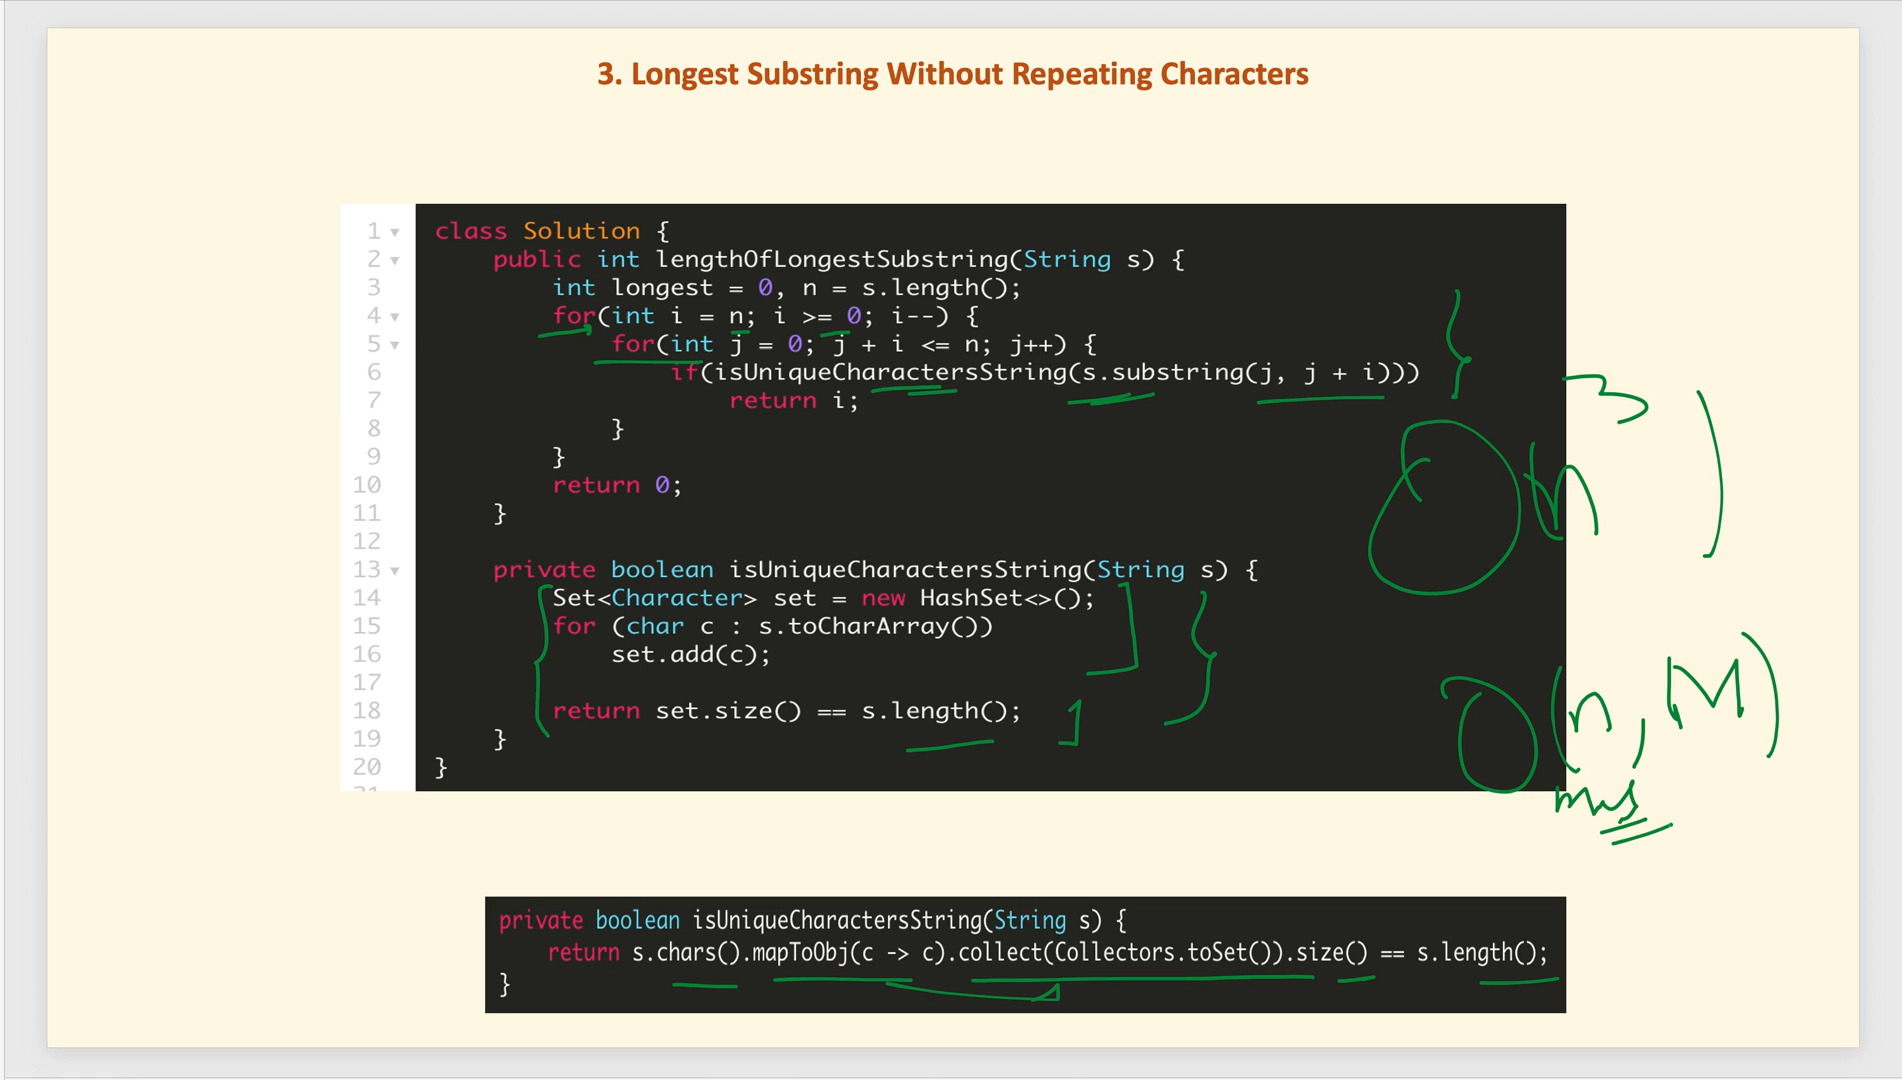 3. Longest Substring Without Repeating Characters
1 class Solution {
2 public int lengthOfLongestSubstring(String s) {
3 int longest = 0, n = s.length();
4 for(int i = n; i >= 0; i--) {
5 for(int j = 0; j + i <= n; j++) {
6 if(isUniqueCharactersString(s.substring(j, j + i)))
7 return i;
8 }
9 }
10 return 0;
11 }
12
13 private boolean isUniqueCharactersString(String s) {
14 Set<Character> set = new HashSet<>();
15 for (char c : s.toCharArray())
16 set.add(c);
17
18 return set.size() == s.length();
19 }
20 }
O(n³)
O(n, M)
private boolean isUniqueCharactersString(String s) {
return s.chars().mapToObj(c -> c).collect(Collectors.toSet()).size() == s.length();
}